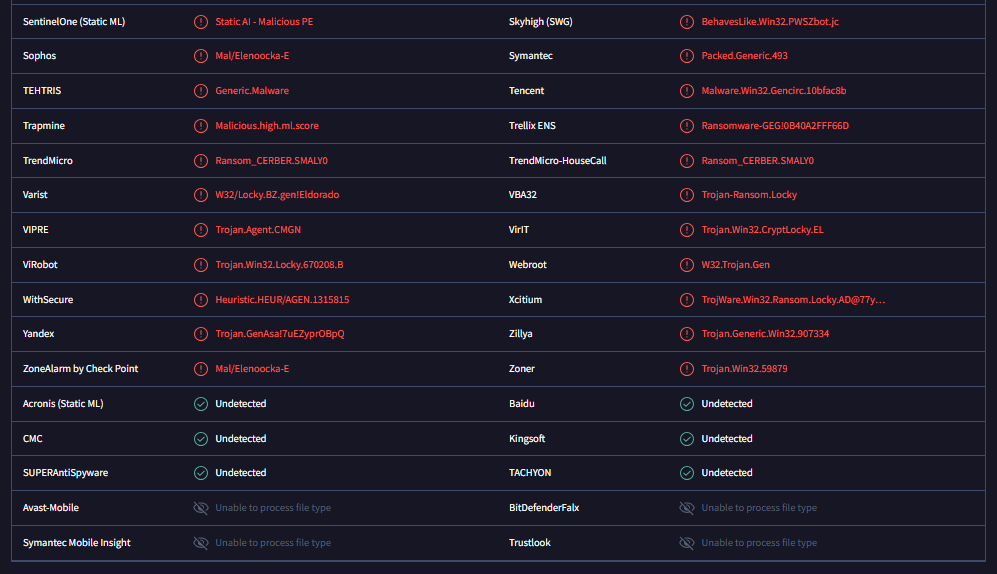 SentinelOne (Static ML) Static AI - Malicious PE Skyhigh (SWG) BehavesLike.Win32.PWSZbot.jc
Sophos Mal/Elenoocka-E Symantec Packed.Generic.493
TEHTRIS Generic.Malware Tencent Malware.Win32.Gencirc.10bfac8b
Trapmine Malicious.high.ml.score Trellix ENS Ransomware-GEG!0B40A2FFF66D
TrendMicro Ransom_CERBER.SMALY0 TrendMicro-HouseCall Ransom_CERBER.SMALY0
Varist W32/Locky.BZ.gen!Eldorado VBA32 Trojan-Ransom.Locky
VIPRE Trojan.Agent.CMGN VirIT Trojan.Win32.CryptLocky.EL
ViRobot Trojan.Win32.Locky.670208.B Webroot W32.Trojan.Gen
WithSecure Heuristic.HEUR/AGEN.1315815 Xcitium TrojWare.Win32.Ransom.Locky.AD@77y…
Yandex Trojan.GenAsa!7uEZyprOBpQ Zillya Trojan.Generic.Win32.907334
ZoneAlarm by Check Point Mal/Elenoocka-E Zoner Trojan.Win32.59879
Acronis (Static ML) Undetected Baidu Undetected
CMC Undetected Kingsoft Undetected
SUPERAntiSpyware Undetected TACHYON Undetected
Avast-Mobile Unable to process file type BitDefenderFalx Unable to process file type
Symantec Mobile Insight Unable to process file type Trustlook Unable to process file type